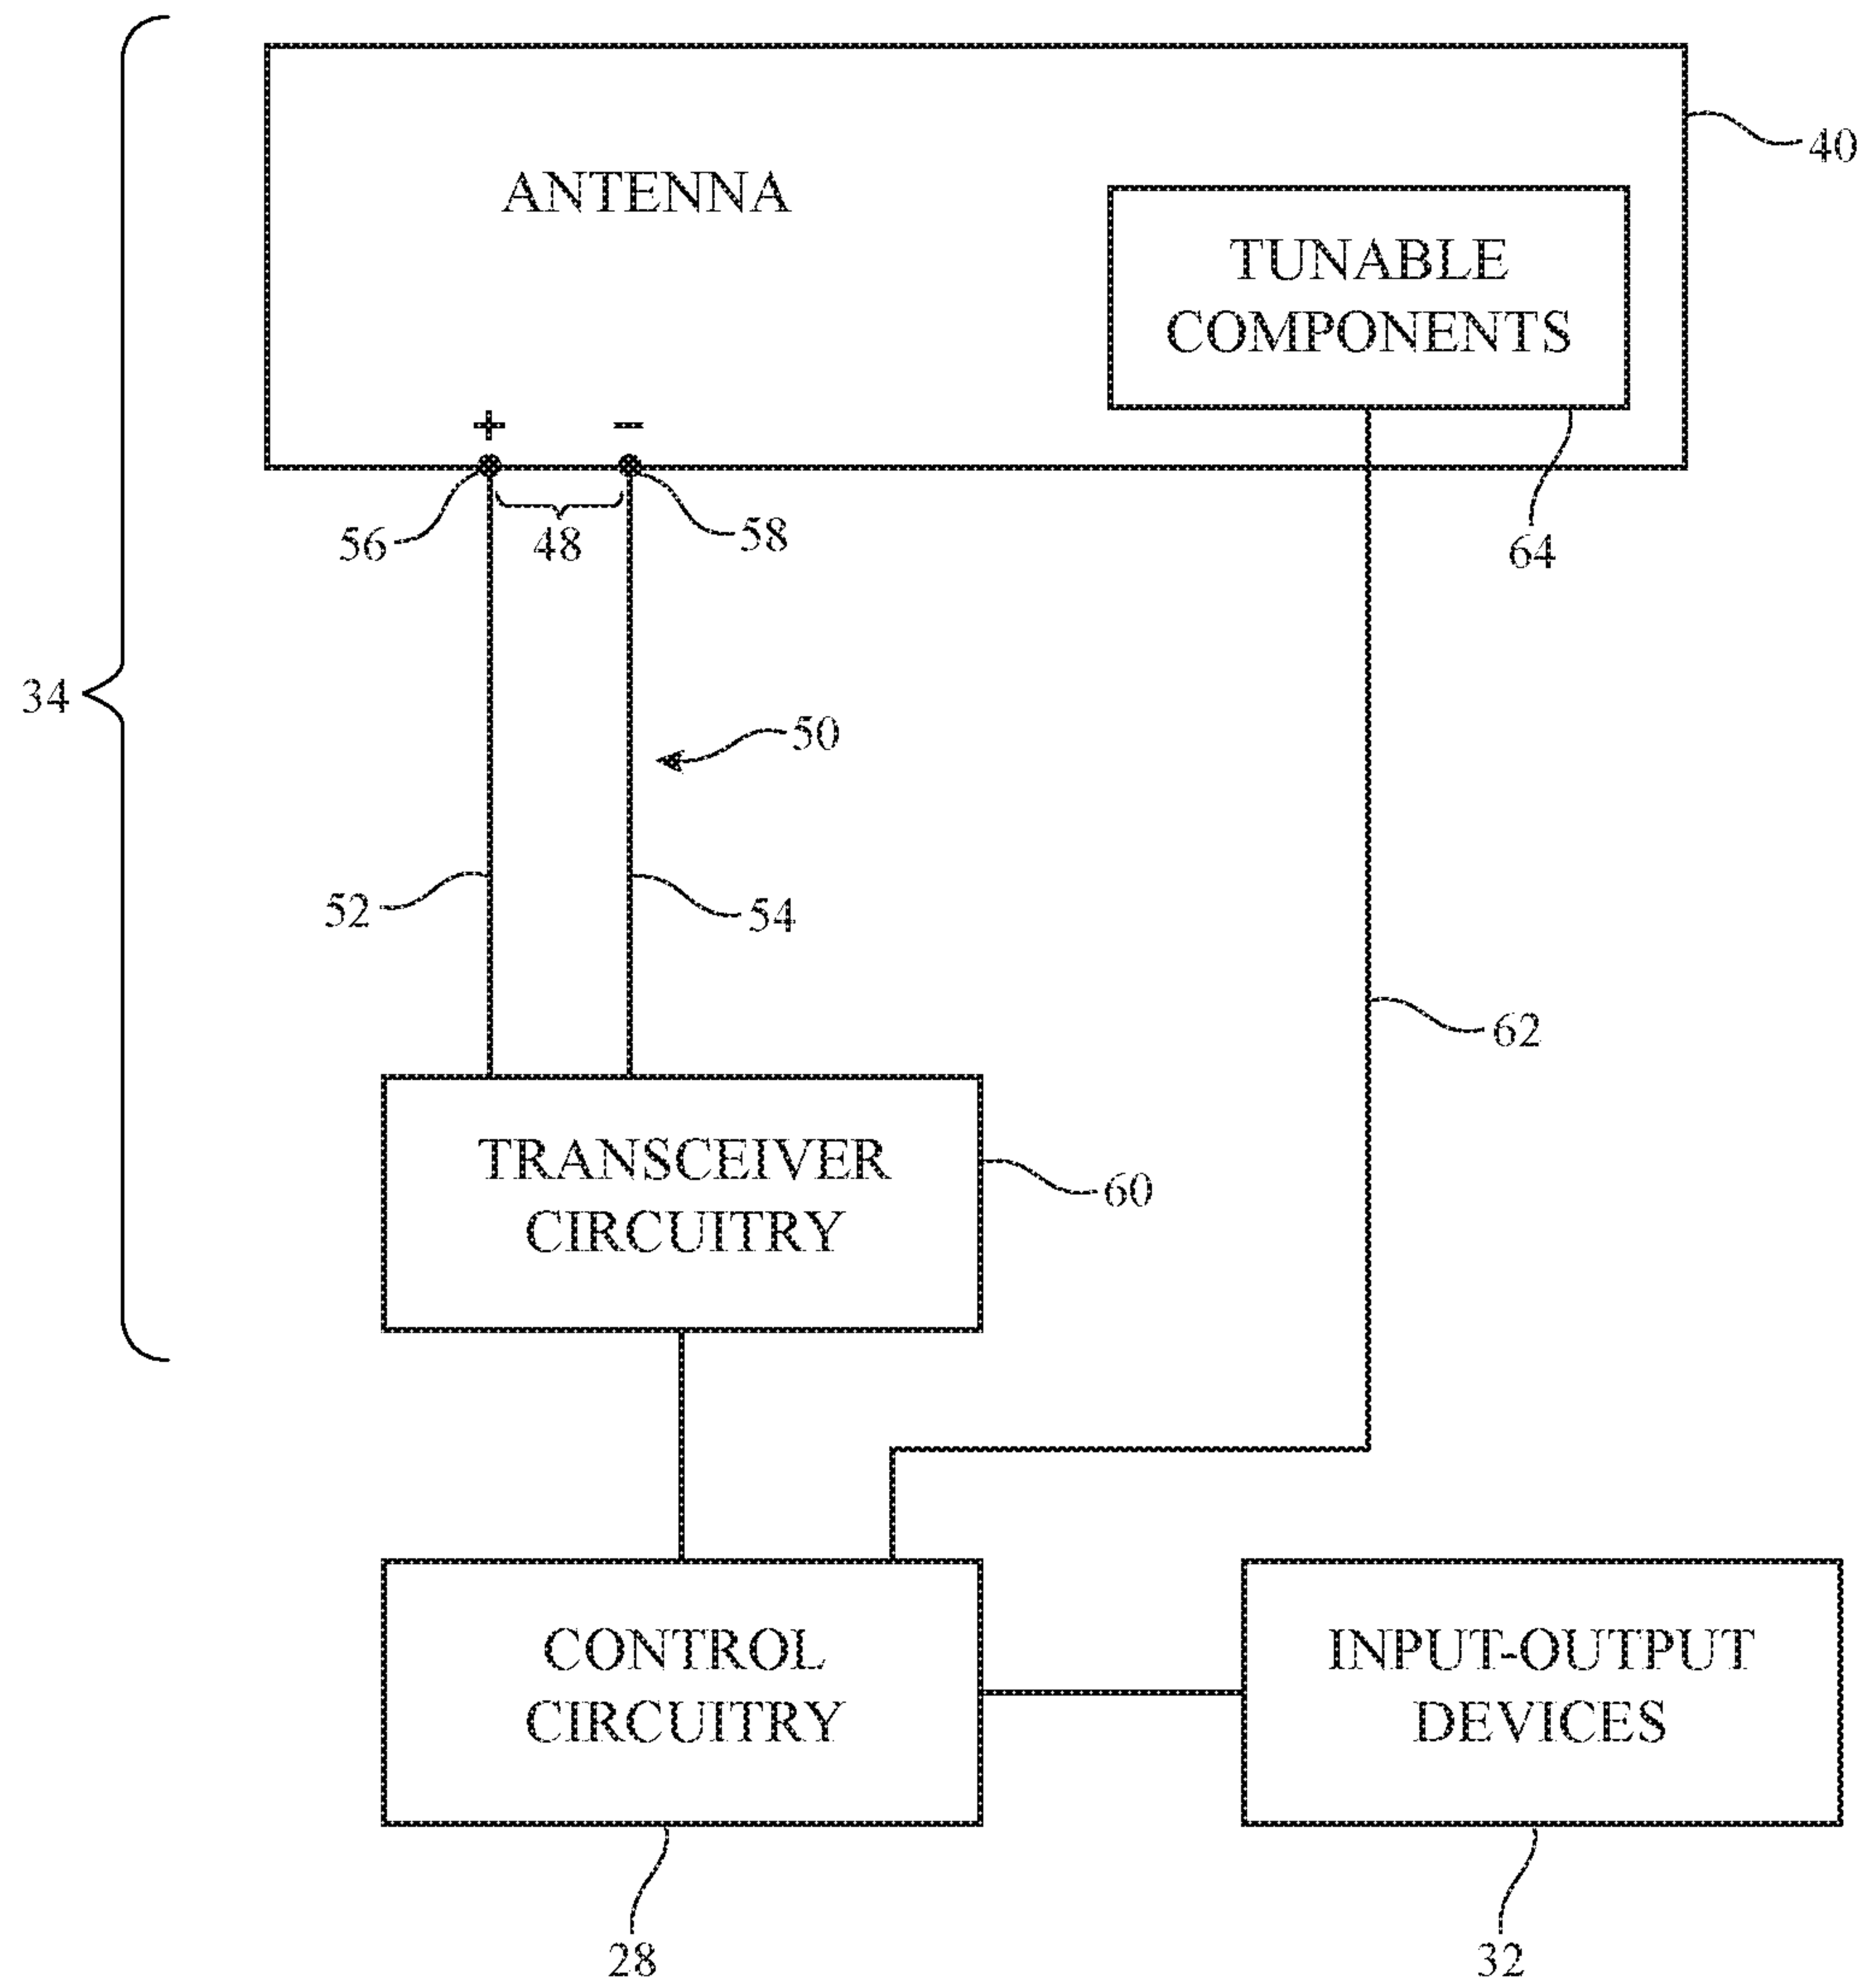 40
ANTENNA
TUNABLE
COMPONENTS
+ −
56
48
58
64
34
50
52
54
62
TRANSCEIVER
CIRCUITRY
60
CONTROL
CIRCUITRY
INPUT-OUTPUT
DEVICES
28
32